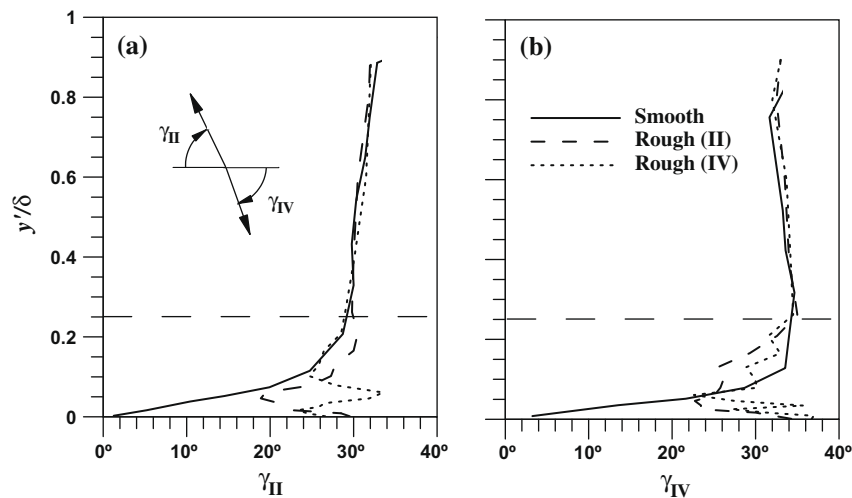 1
0.8
0.6
0.4
0.2
0
y'/δ
(a)
γII
γIV
0º
10º
20º
30º
40º
γII
(b)
Smooth
Rough (II)
Rough (IV)
0º
10º
20º
30º
40º
γIV